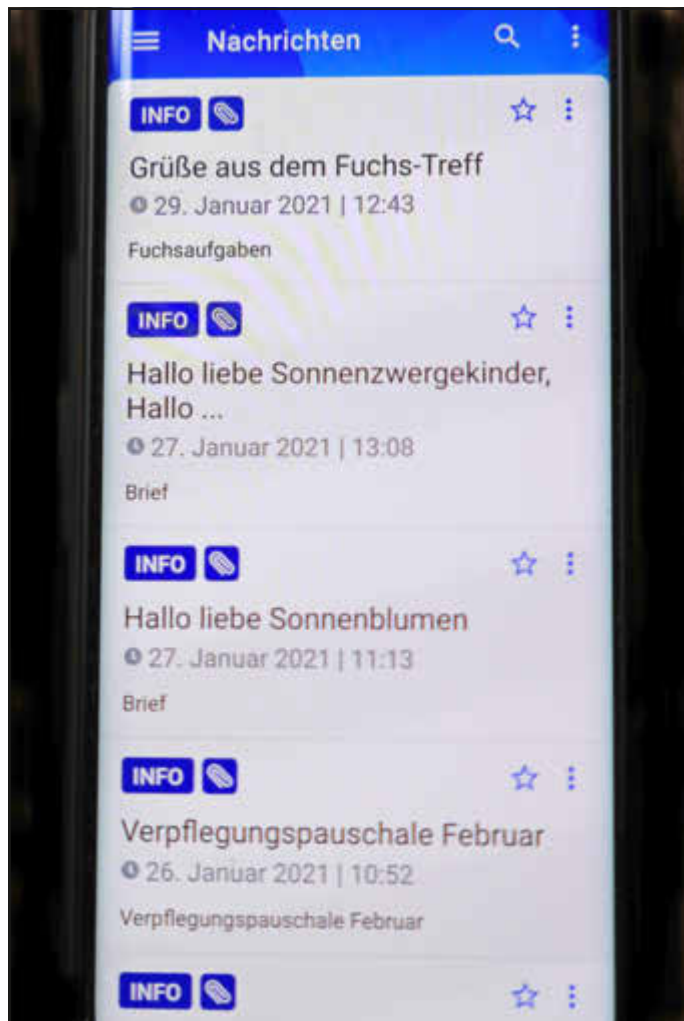 Nachrichten
INFO
Grüße aus dem Fuchs-Treff
29. Januar 2021 | 12:43
Fuchsaufgaben
INFO
Hallo liebe Sonnenzwergekinder,
Hallo ...
27. Januar 2021 | 13:08
Brief
INFO
Hallo liebe Sonnenblumen
27. Januar 2021 | 11:13
Brief
INFO
Verpflegungspauschale Februar
26. Januar 2021 | 10:52
Verpflegungspauschale Februar
INFO